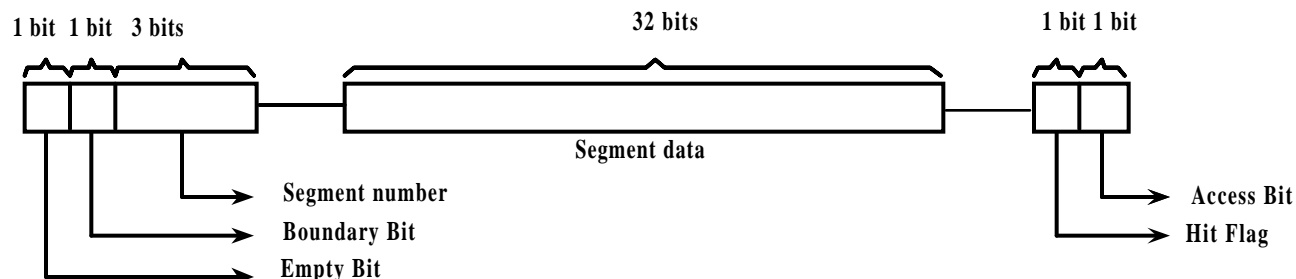 1 bit 1 bit 3 bits 32 bits 1 bit 1 bit
Segment data
Segment number
Access Bit
Boundary Bit
Hit Flag
Empty Bit